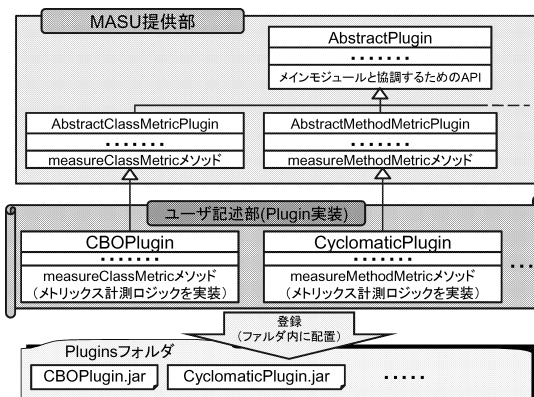 MASU提供部
AbstractPlugin
・・・・・・・
メインモジュールと協調するためのAPI
AbstractClassMetricPlugin
・・・・・・・
measureClassMetricメソッド
AbstractMethodMetricPlugin
・・・・・・・
measureMethodMetricメソッド
ユーザ記述部(Plugin実装)
CBOPlugin
・・・・・・・
measureClassMetricメソッド
(メトリックス計測ロジックを実装)
CyclomaticPlugin
・・・・・・・
measureMethodMetricメソッド
(メトリックス計測ロジックを実装)
・・・
登録
(ファルダ内に配置)
Pluginsフォルダ
CBOPlugin.jar
CyclomaticPlugin.jar
・・・・・